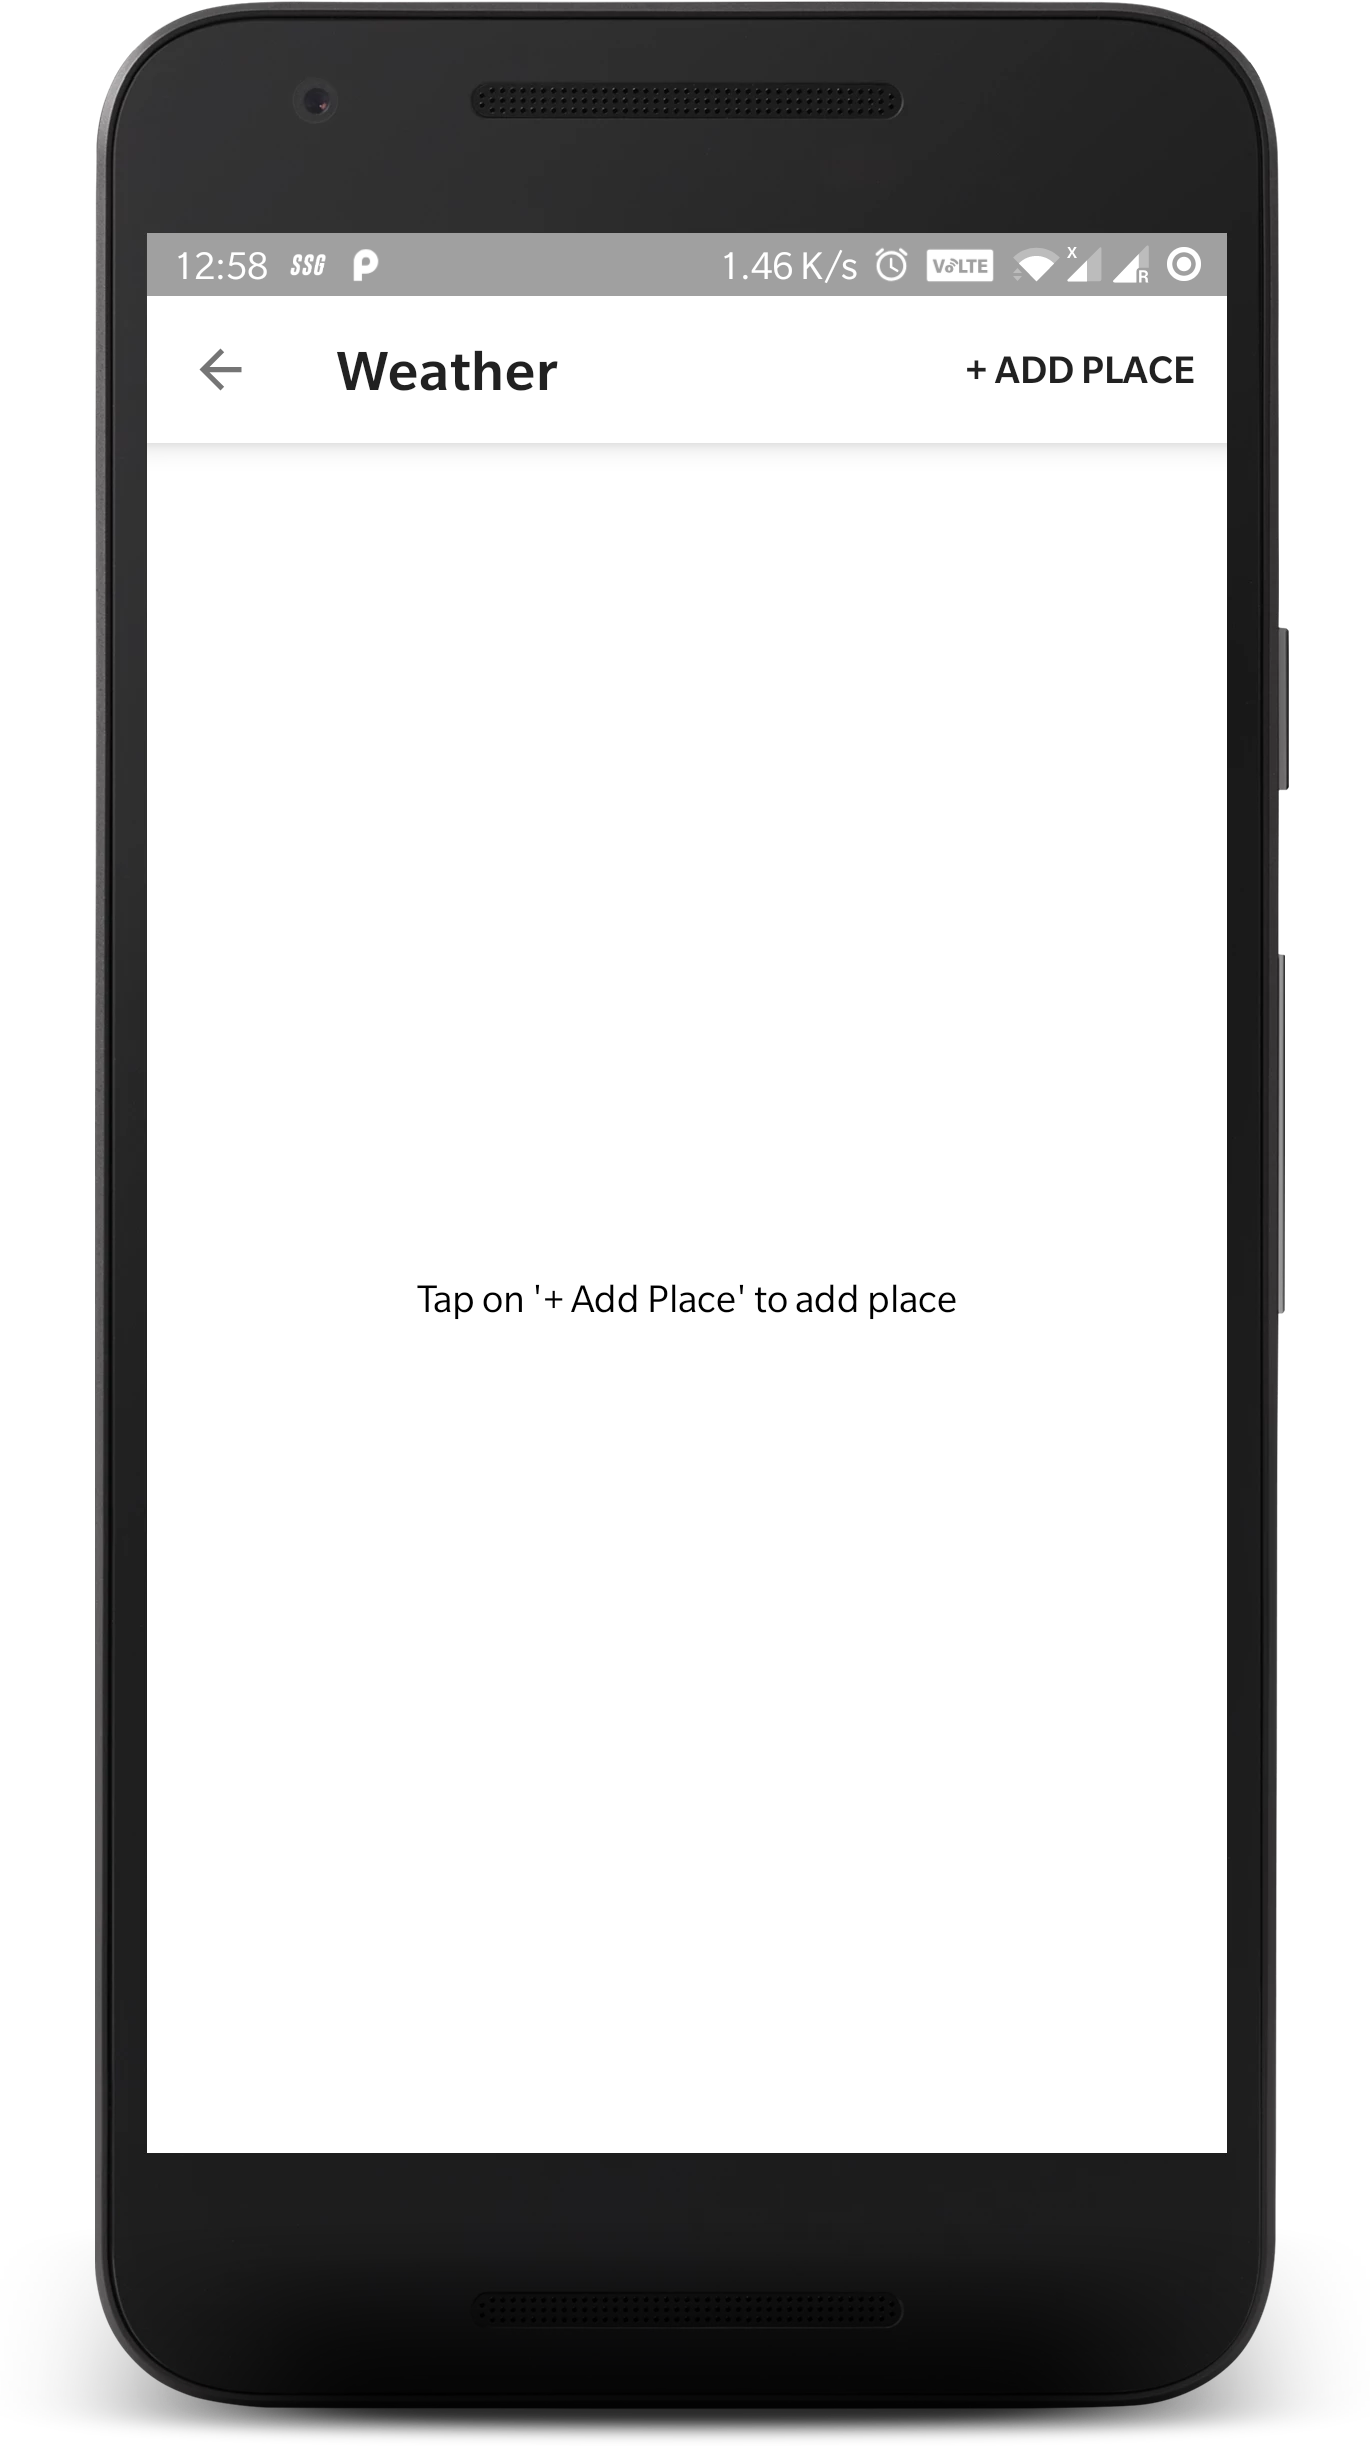 12:58 SSG P 1.46 K/s VoLTE X R
Weather + ADD PLACE
Tap on '+ Add Place' to add place